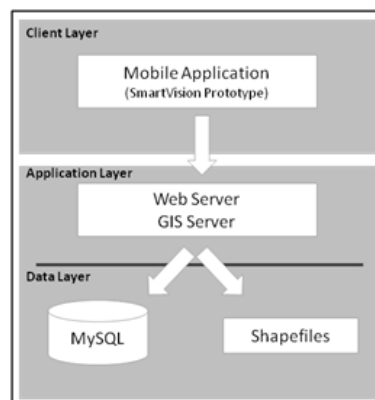 Client Layer
Mobile Application
(SmartVision Prototype)
Application Layer
Web Server
GIS Server
Data Layer
MySQL
Shapefiles